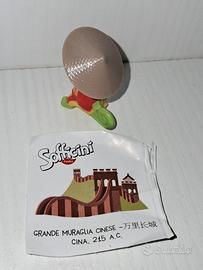 Sofficini
GRANDE MURAGLIA CINESE - 万里长城
CINA, 215 A.C.